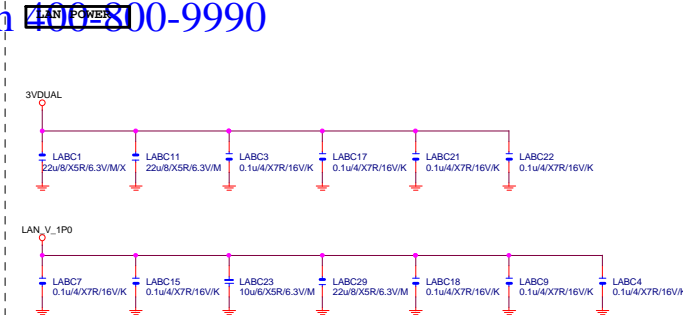 n 400-800-9990
LAN POWER
3VDUAL
LABC1
22u/8/X5R/6.3V/M/X
LABC11
22u/8/X5R/6.3V/M
LABC3
0.1u/4/X7R/16V/K
LABC17
0.1u/4/X7R/16V/K
LABC21
0.1u/4/X7R/16V/K
LABC22
0.1u/4/X7R/16V/K
LAN_V_1P0
LABC7
0.1u/4/X7R/16V/K
LABC15
0.1u/4/X7R/16V/K
LABC23
10u/6/X5R/6.3V/M
LABC29
22u/8/X5R/6.3V/M
LABC18
0.1u/4/X7R/16V/K
LABC9
0.1u/4/X7R/16V/K
LABC4
0.1u/4/X7R/16V/K